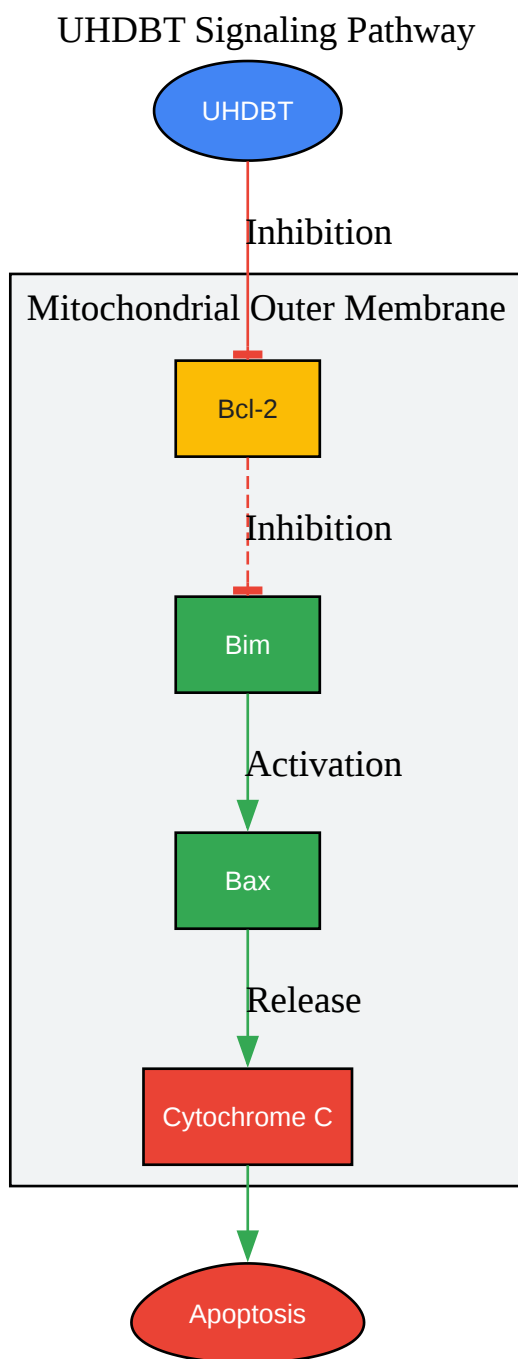 UHDBT Signaling Pathway
UHDBT
Inhibition
Mitochondrial Outer Membrane
Bcl-2
Inhibition
Bim
Activation
Bax
Release
Cytochrome C
Apoptosis